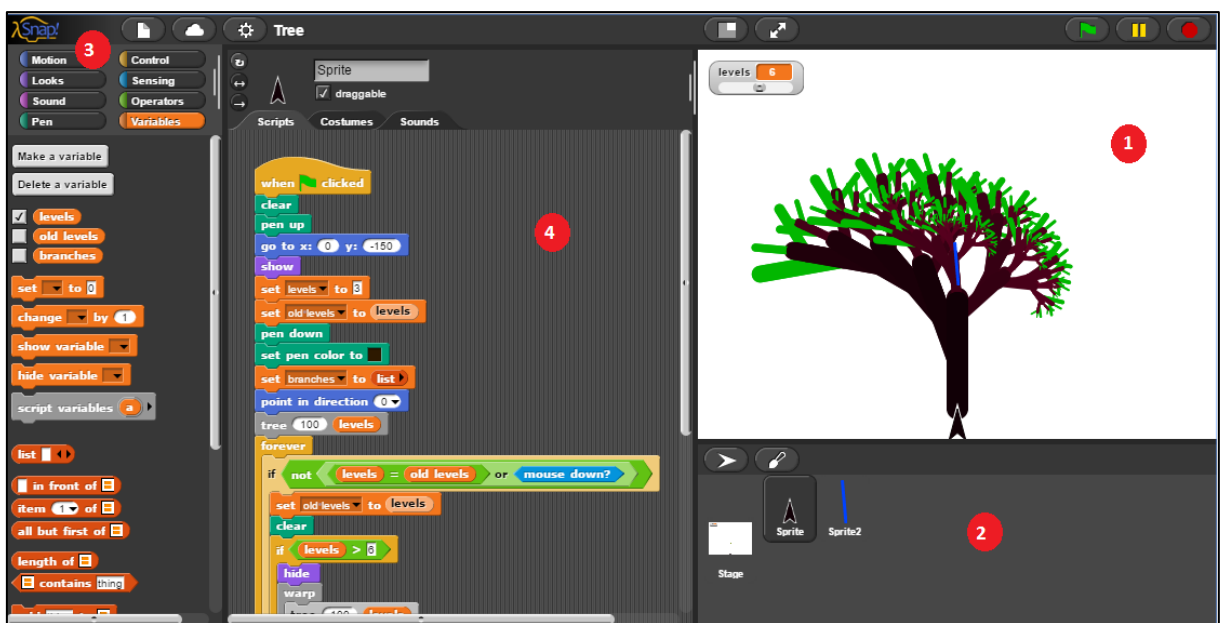 Snap! Tree
3
Motion Control
Looks Sensing
Sound Operators
Pen Variables
Make a variable
Delete a variable
levels
old levels
branches
set to 0
change by 1
show variable
hide variable
script variables a
list
in front of
item 1 of
all but first of
length of
contains thing
Sprite
draggable
Scripts Costumes Sounds
when clicked
clear
pen up
go to x: 0 y: -150
show
set levels to 3
set old levels to levels
pen down
set pen color to
set branches to list
point in direction 0
tree 100 levels
forever
if not levels = old levels or mouse down?
set old levels to levels
clear
if levels > 6
hide
warp
tree 100 levels
4
levels 6
1
Stage
Sprite Sprite2
2